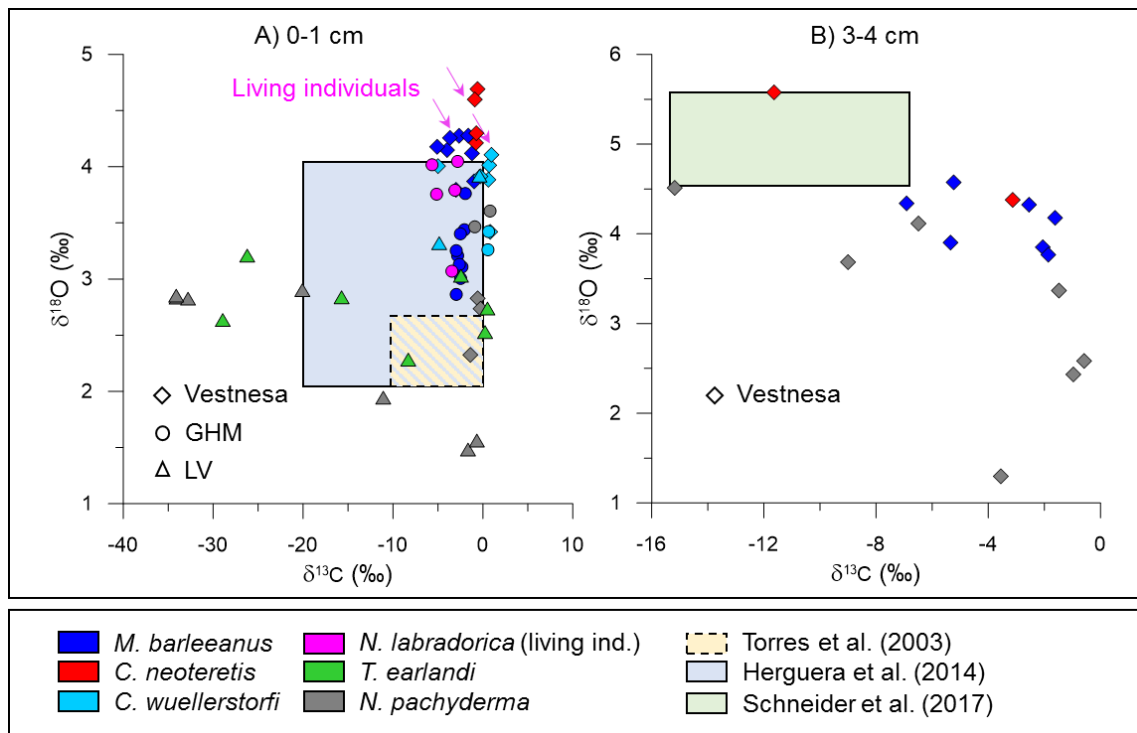 A) 0-1 cm
B) 3-4 cm
Living individuals
5
4
3
2
1
δ18O (‰)
-40
-30
-20
-10
0
10
δ13C (‰)
Vestnesa
GHM
LV
6
5
4
3
2
1
δ18O (‰)
-16
-12
-8
-4
0
δ13C (‰)
Vestnesa
M. barleeanus
C. neoteretis
C. wuellerstorfi
N. labradorica (living ind.)
T. earlandi
N. pachyderma
Torres et al. (2003)
Herguera et al. (2014)
Schneider et al. (2017)